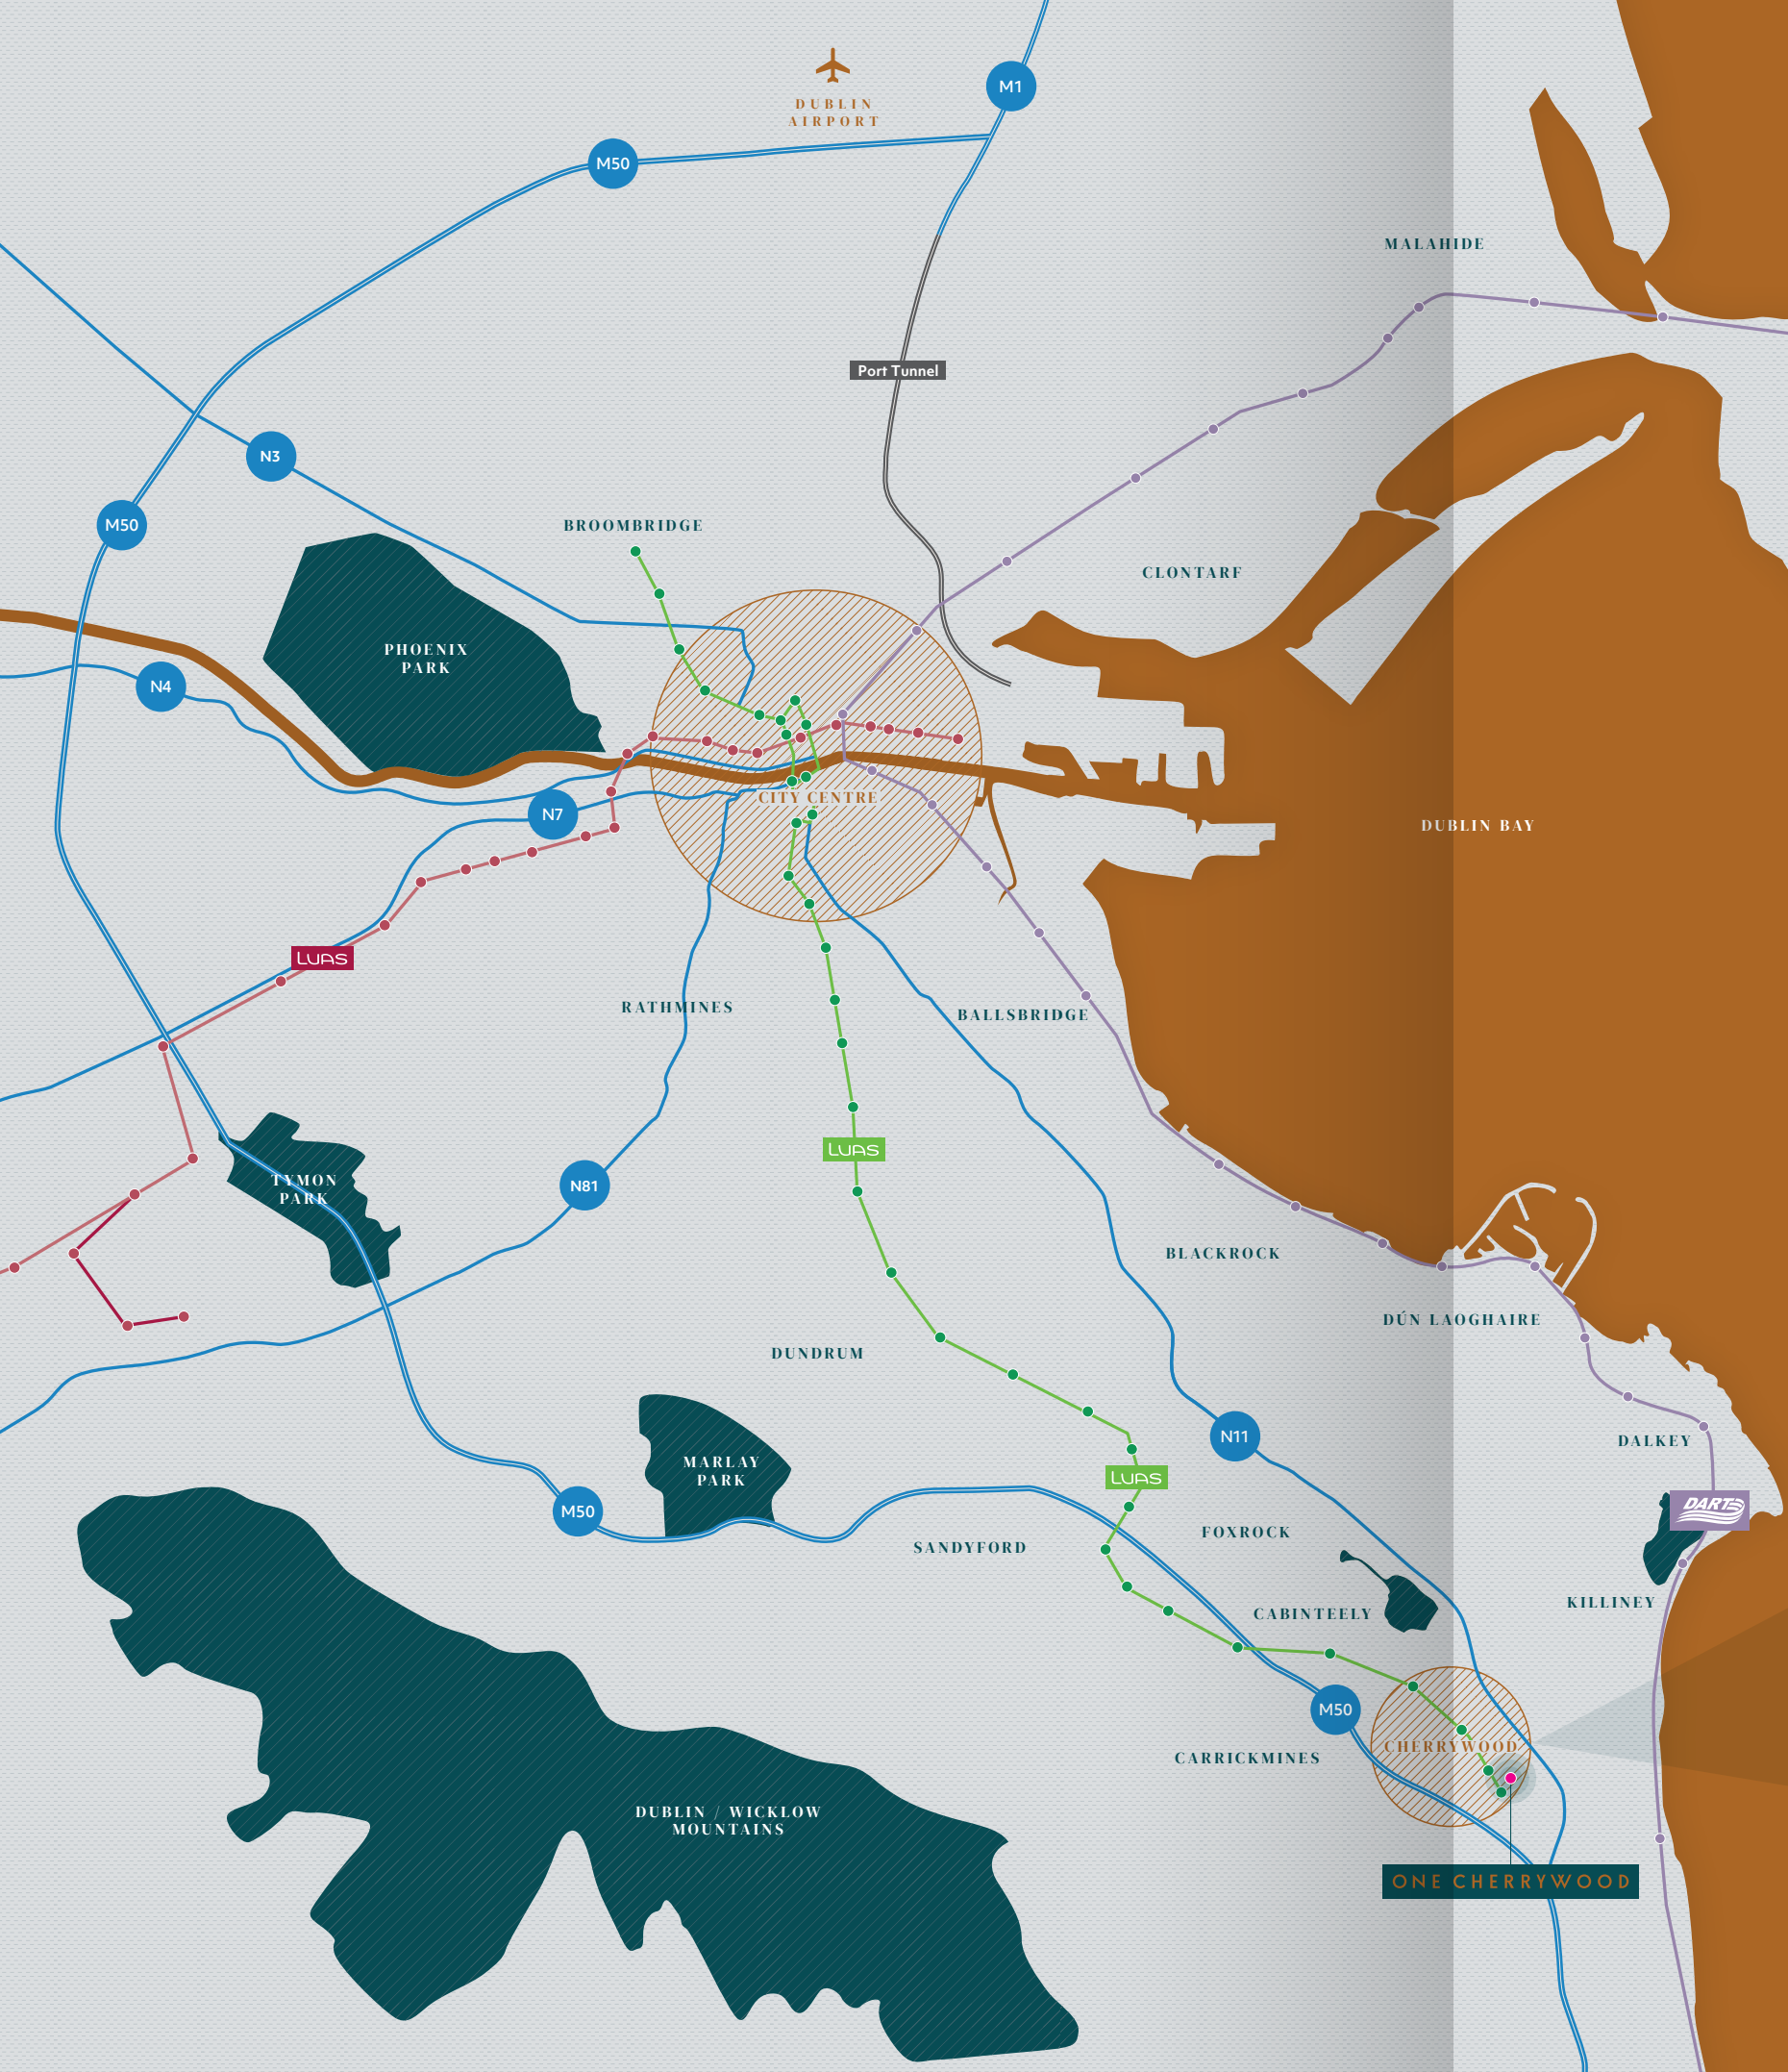 M1
DUBLIN
AIRPORT
M50
MALAHIDE
Port Tunnel
N3
M50
BROOMBRIDGE
CLONTARF
PHOENIX
PARK
N4
CITY CENTRE
N7
DUBLIN BAY
LUAS
RATHMINES
BALLSBRIDGE
LUAS
TYMON
PARK
N81
BLACKROCK
DÚN LAOGHAIRE
DUNDRUM
N11
DALKEY
MARLAY
PARK
LUAS
M50
DART
FOXROCK
SANDYFORD
KILLINEY
CABINTEELY
M50
CHERRYWOOD
CARRICKMINES
DUBLIN / WICKLOW
MOUNTAINS
ONE CHERRYWOOD